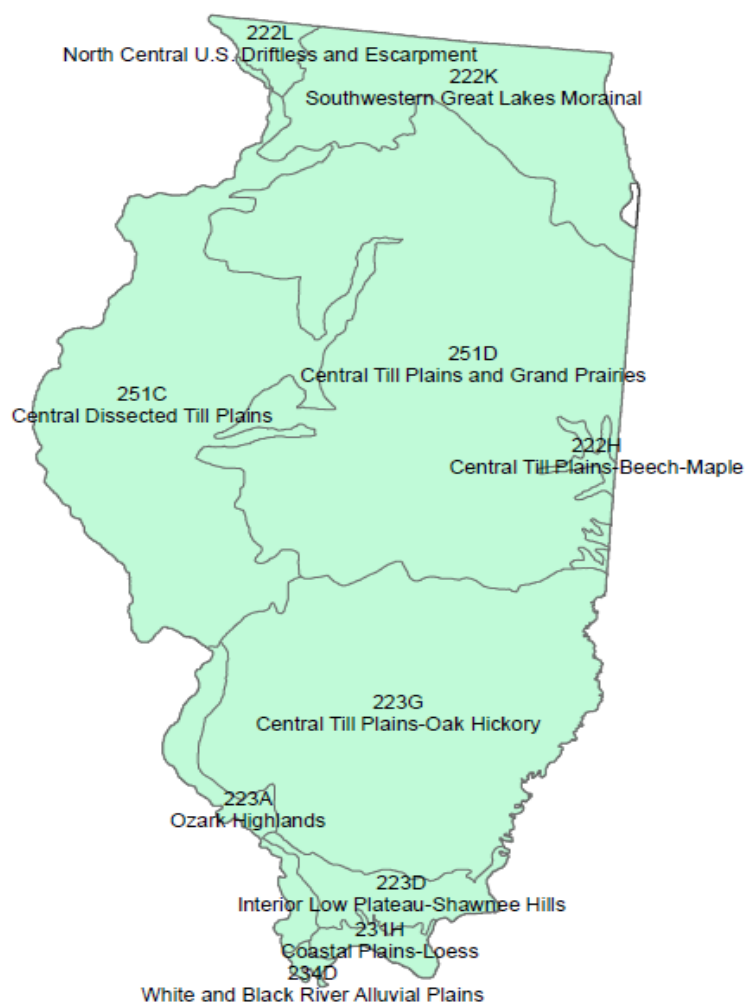 222L
North Central U.S. Driftless and Escarpment
222K
Southwestern Great Lakes Morainal
251D
Central Till Plains and Grand Prairies
251C
Central Dissected Till Plains
222H
Central Till Plains-Beech-Maple
223G
Central Till Plains-Oak Hickory
223A
Ozark Highlands
223D
Interior Low Plateau-Shawnee Hills
231H
Coastal Plains-Loess
234D
White and Black River Alluvial Plains